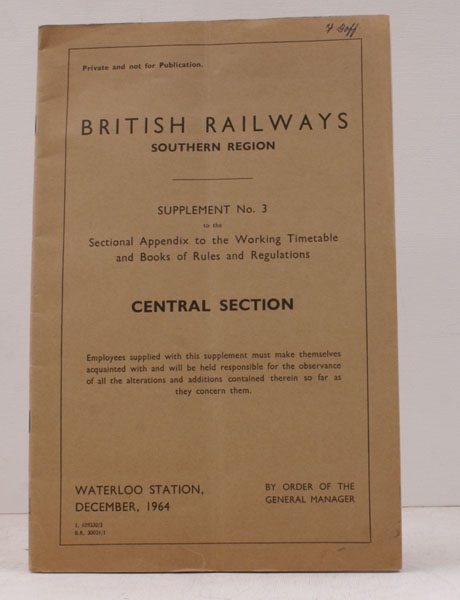 Private and not for Publication.
BRITISH RAILWAYS
SOUTHERN REGION
SUPPLEMENT No. 3
to the
Sectional Appendix to the Working Timetable
and Books of Rules and Regulations
CENTRAL SECTION
Employees supplied with this supplement must make themselves
acquainted with and will be held responsible for the observance
of all the alterations and additions contained therein so far as
they concern them.
WATERLOO STATION,
DECEMBER, 1964
BY ORDER OF THE
GENERAL MANAGER